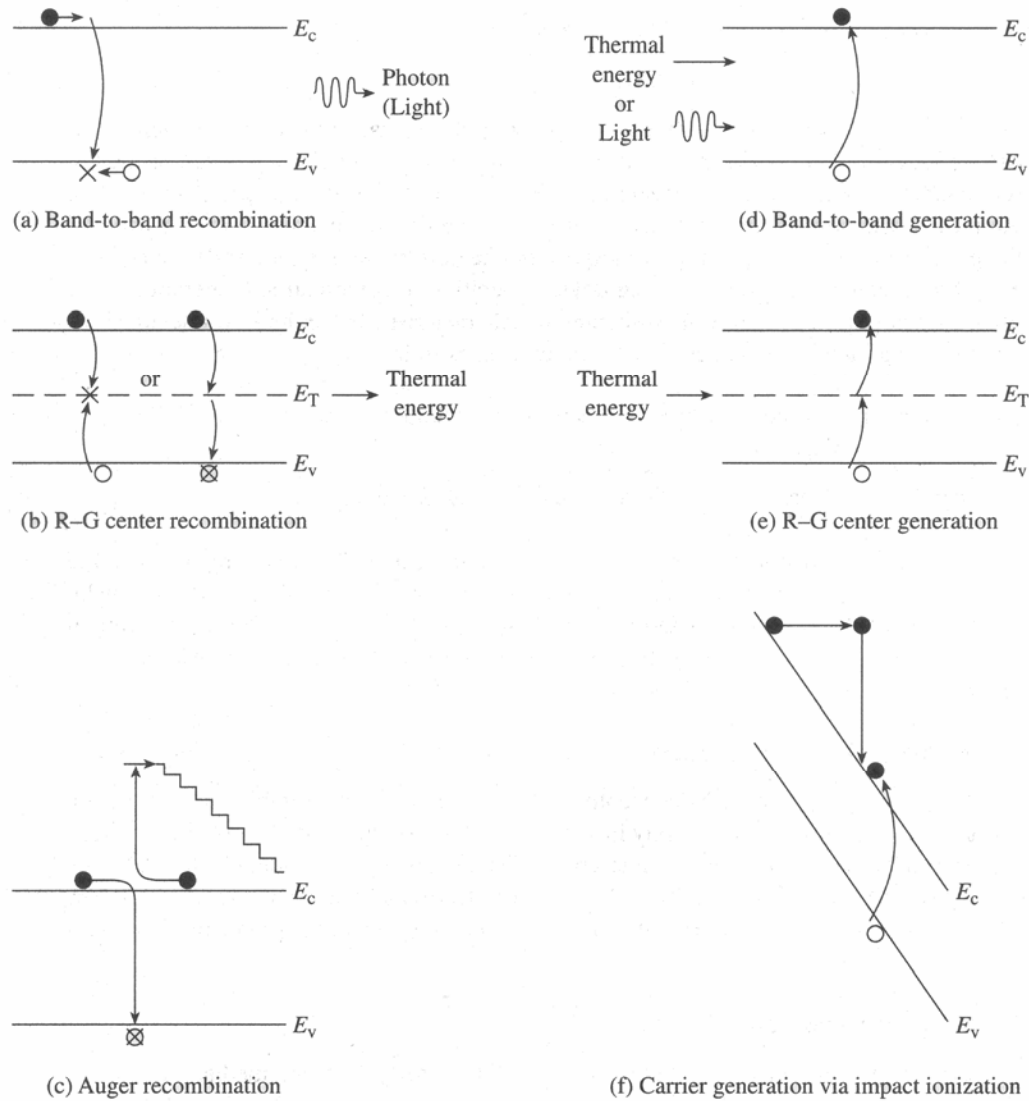 E_c
Photon
(Light)
E_v
(a) Band-to-band recombination
Thermal
energy
or
Light
E_c
E_v
(d) Band-to-band generation
E_c
or
E_T
Thermal
energy
E_v
(b) R–G center recombination
Thermal
energy
E_c
E_T
E_v
(e) R–G center generation
E_c
E_v
(c) Auger recombination
E_c
E_v
(f) Carrier generation via impact ionization